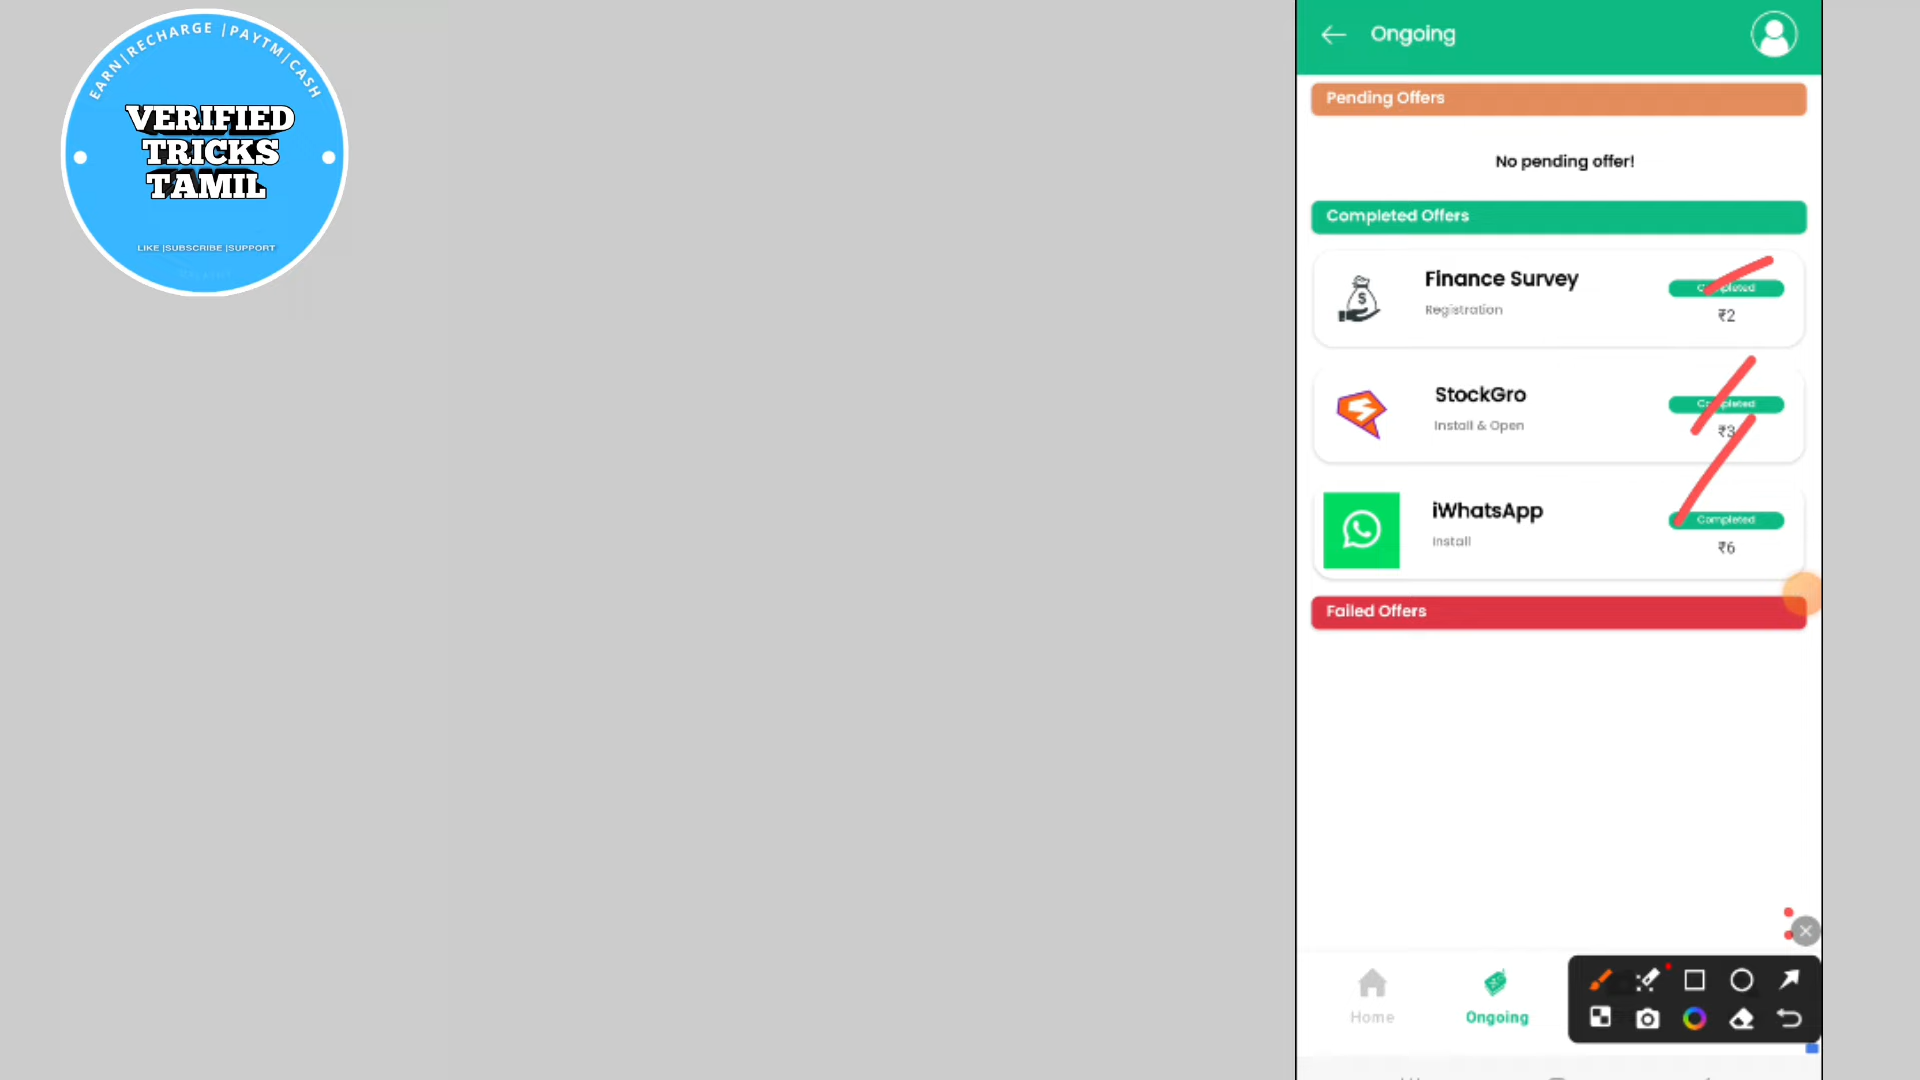 EARN|RECHARGE |PAYTM|CASH
VERIFIED
TRICKS
TAMIL
LIKE |SUBSCRIBE |SUPPORT
Ongoing
Pending Offers
No pending offer!
Completed Offers
Finance Survey
Completed
Registration
₹2
StockGro
Completed
Install & Open
₹3
iWhatsApp
Completed
Install
₹6
Failed Offers
Home
Ongoing